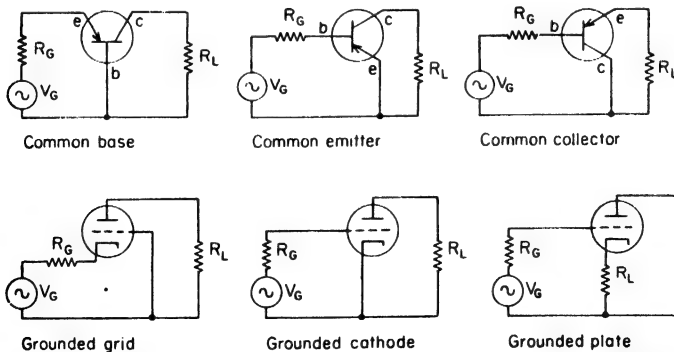 e c
R_G
b
R_L
V_G
Common base
R_G
b c
e
R_L
V_G
Common emitter
R_G
b e
c
R_L
V_G
Common collector
R_G
R_L
V_G
Grounded grid
R_G
R_L
V_G
Grounded cathode
R_G
R_L
V_G
Grounded plate